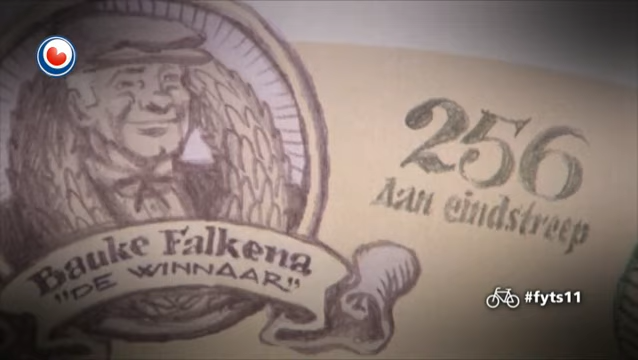 256
Aan eindstreep
Bauke Falkena
"DE WINNAAR"
#fyts11